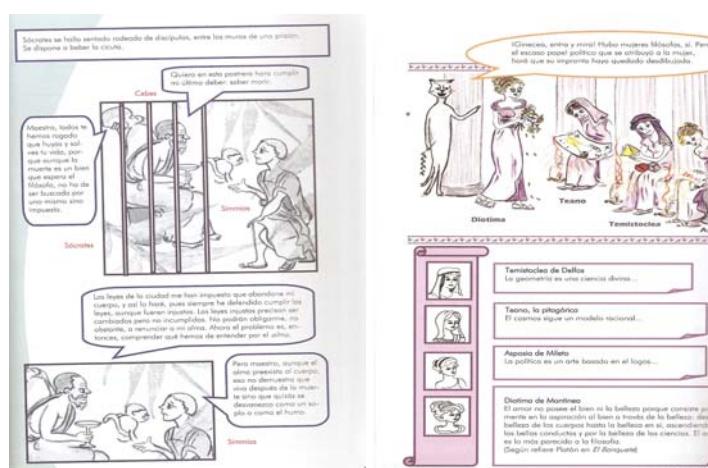 Sócrates se halla sentado rodeado de discípulos, entre los muros de una prisión.
Se dispone a beber la cicuta.
Quiero en esta postrera hora cumplir
mi último deber: saber morir.
Cebes
Maestro, todos te
hemos rogado
que huyas y sal-
ves tu vida, por-
que aunque la
muerte es un bien
que espera el
filósofo, no ha de
ser buscada por
uno mismo sino
impuesta.
Simmias
Sócrates
Las leyes de la ciudad me han impuesto que abandone mi
cuerpo, y así lo haré, pues siempre he defendido cumplir las
leyes, aunque fueren injustas. Las leyes injustas precisan ser
cambiadas pero no incumplidas. No podrán obligarme, no
obstante, a renunciar a mi alma. Ahora el problema es, en-
tonces, comprender qué hemos de entender por el alma.
Pero maestro, aunque el
alma preexista al cuerpo,
eso no demuestra que
viva después de la muer-
te sino que quizás se
desvanezca como un so-
plo o como el humo.
Simmias
¡Gineceo, entra y mira! Hubo mujeres filósofas, sí. Pero
el escaso papel político que se atribuyó a la mujer,
hará que su impronta haya quedado desdibujada.
Diotima
Teano
Temistoclea
Temistoclea de Delfos
La geometría es una ciencia divina...
Teano, la pitagórica
El cosmos sigue un modelo racional...
Aspasia de Mileto
La política es un arte basado en el logos...
Diotima de Mantinea
El amor no posee el bien ni la belleza porque consiste
mente en la aspiración al bien a través de la belleza:
belleza de los cuerpos hasta la belleza en sí, ascendiendo
las bellas conductas y por la belleza de las ciencias. El
es lo más parecido a la filosofía.
(Según refiere Platón en El Banquete)